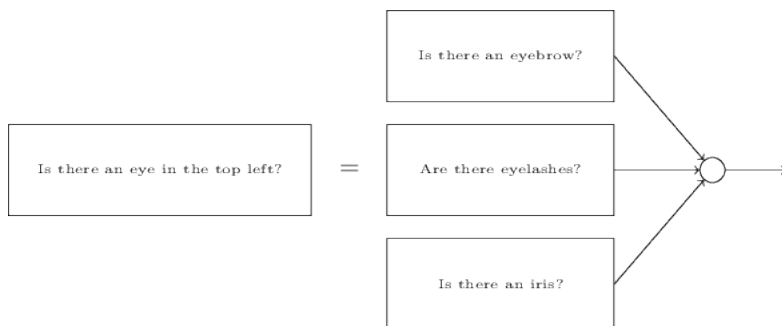 Is there an eyebrow?
Is there an eye in the top left?
=
Are there eyelashes?
Is there an iris?